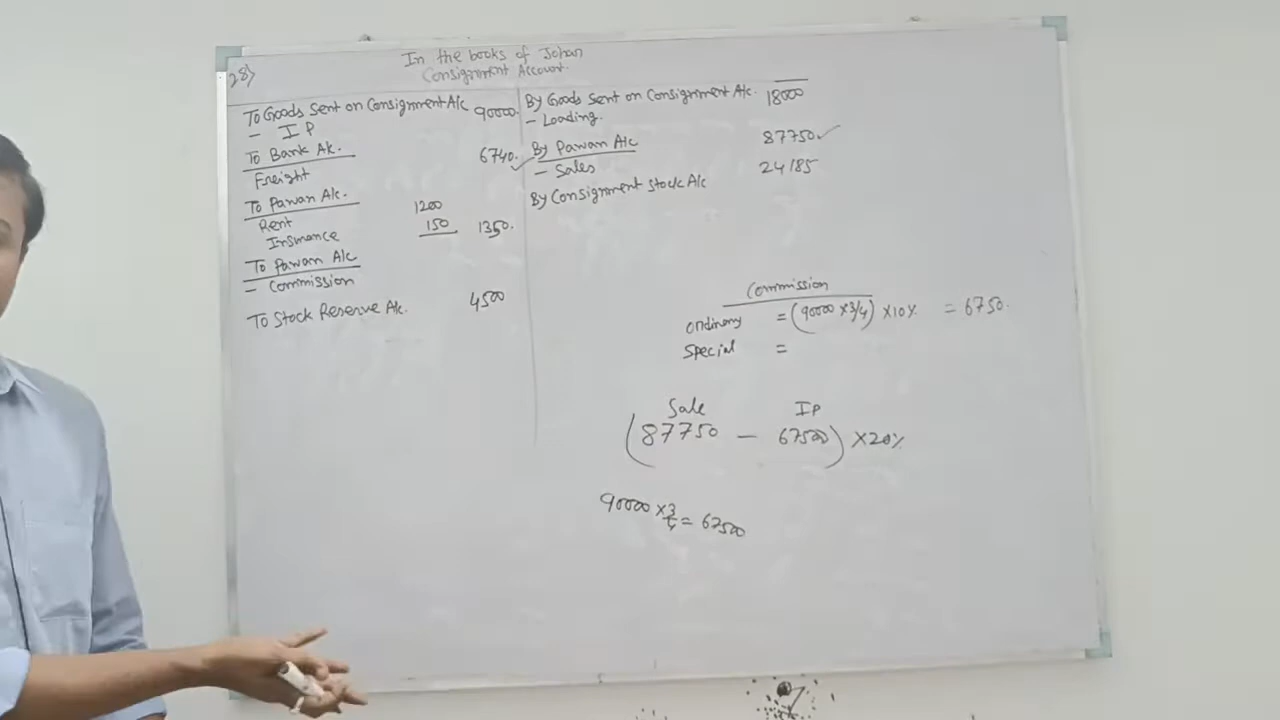 28)
In the books of Johan
Consignment Account.
To Goods Sent on Consignment A/c 90000.
- I P
To Bank A/c. 6740.
Freight
To Pawan A/c.
Rent 1200
Insurance 150 1350.
To Pawan A/c
- Commission
To Stock Reserve A/c. 4500
By Goods Sent on Consignment A/c. 18000
- Loading.
By Pawan A/c 87750
- Sales
By Consignment Stock A/c 24185
Commission
Ordinary = (90000 x 3/4) x 10% = 6750.
Special =
Sale IP
(87750 - 67500) x 20%
90000 x 3/4 = 67500